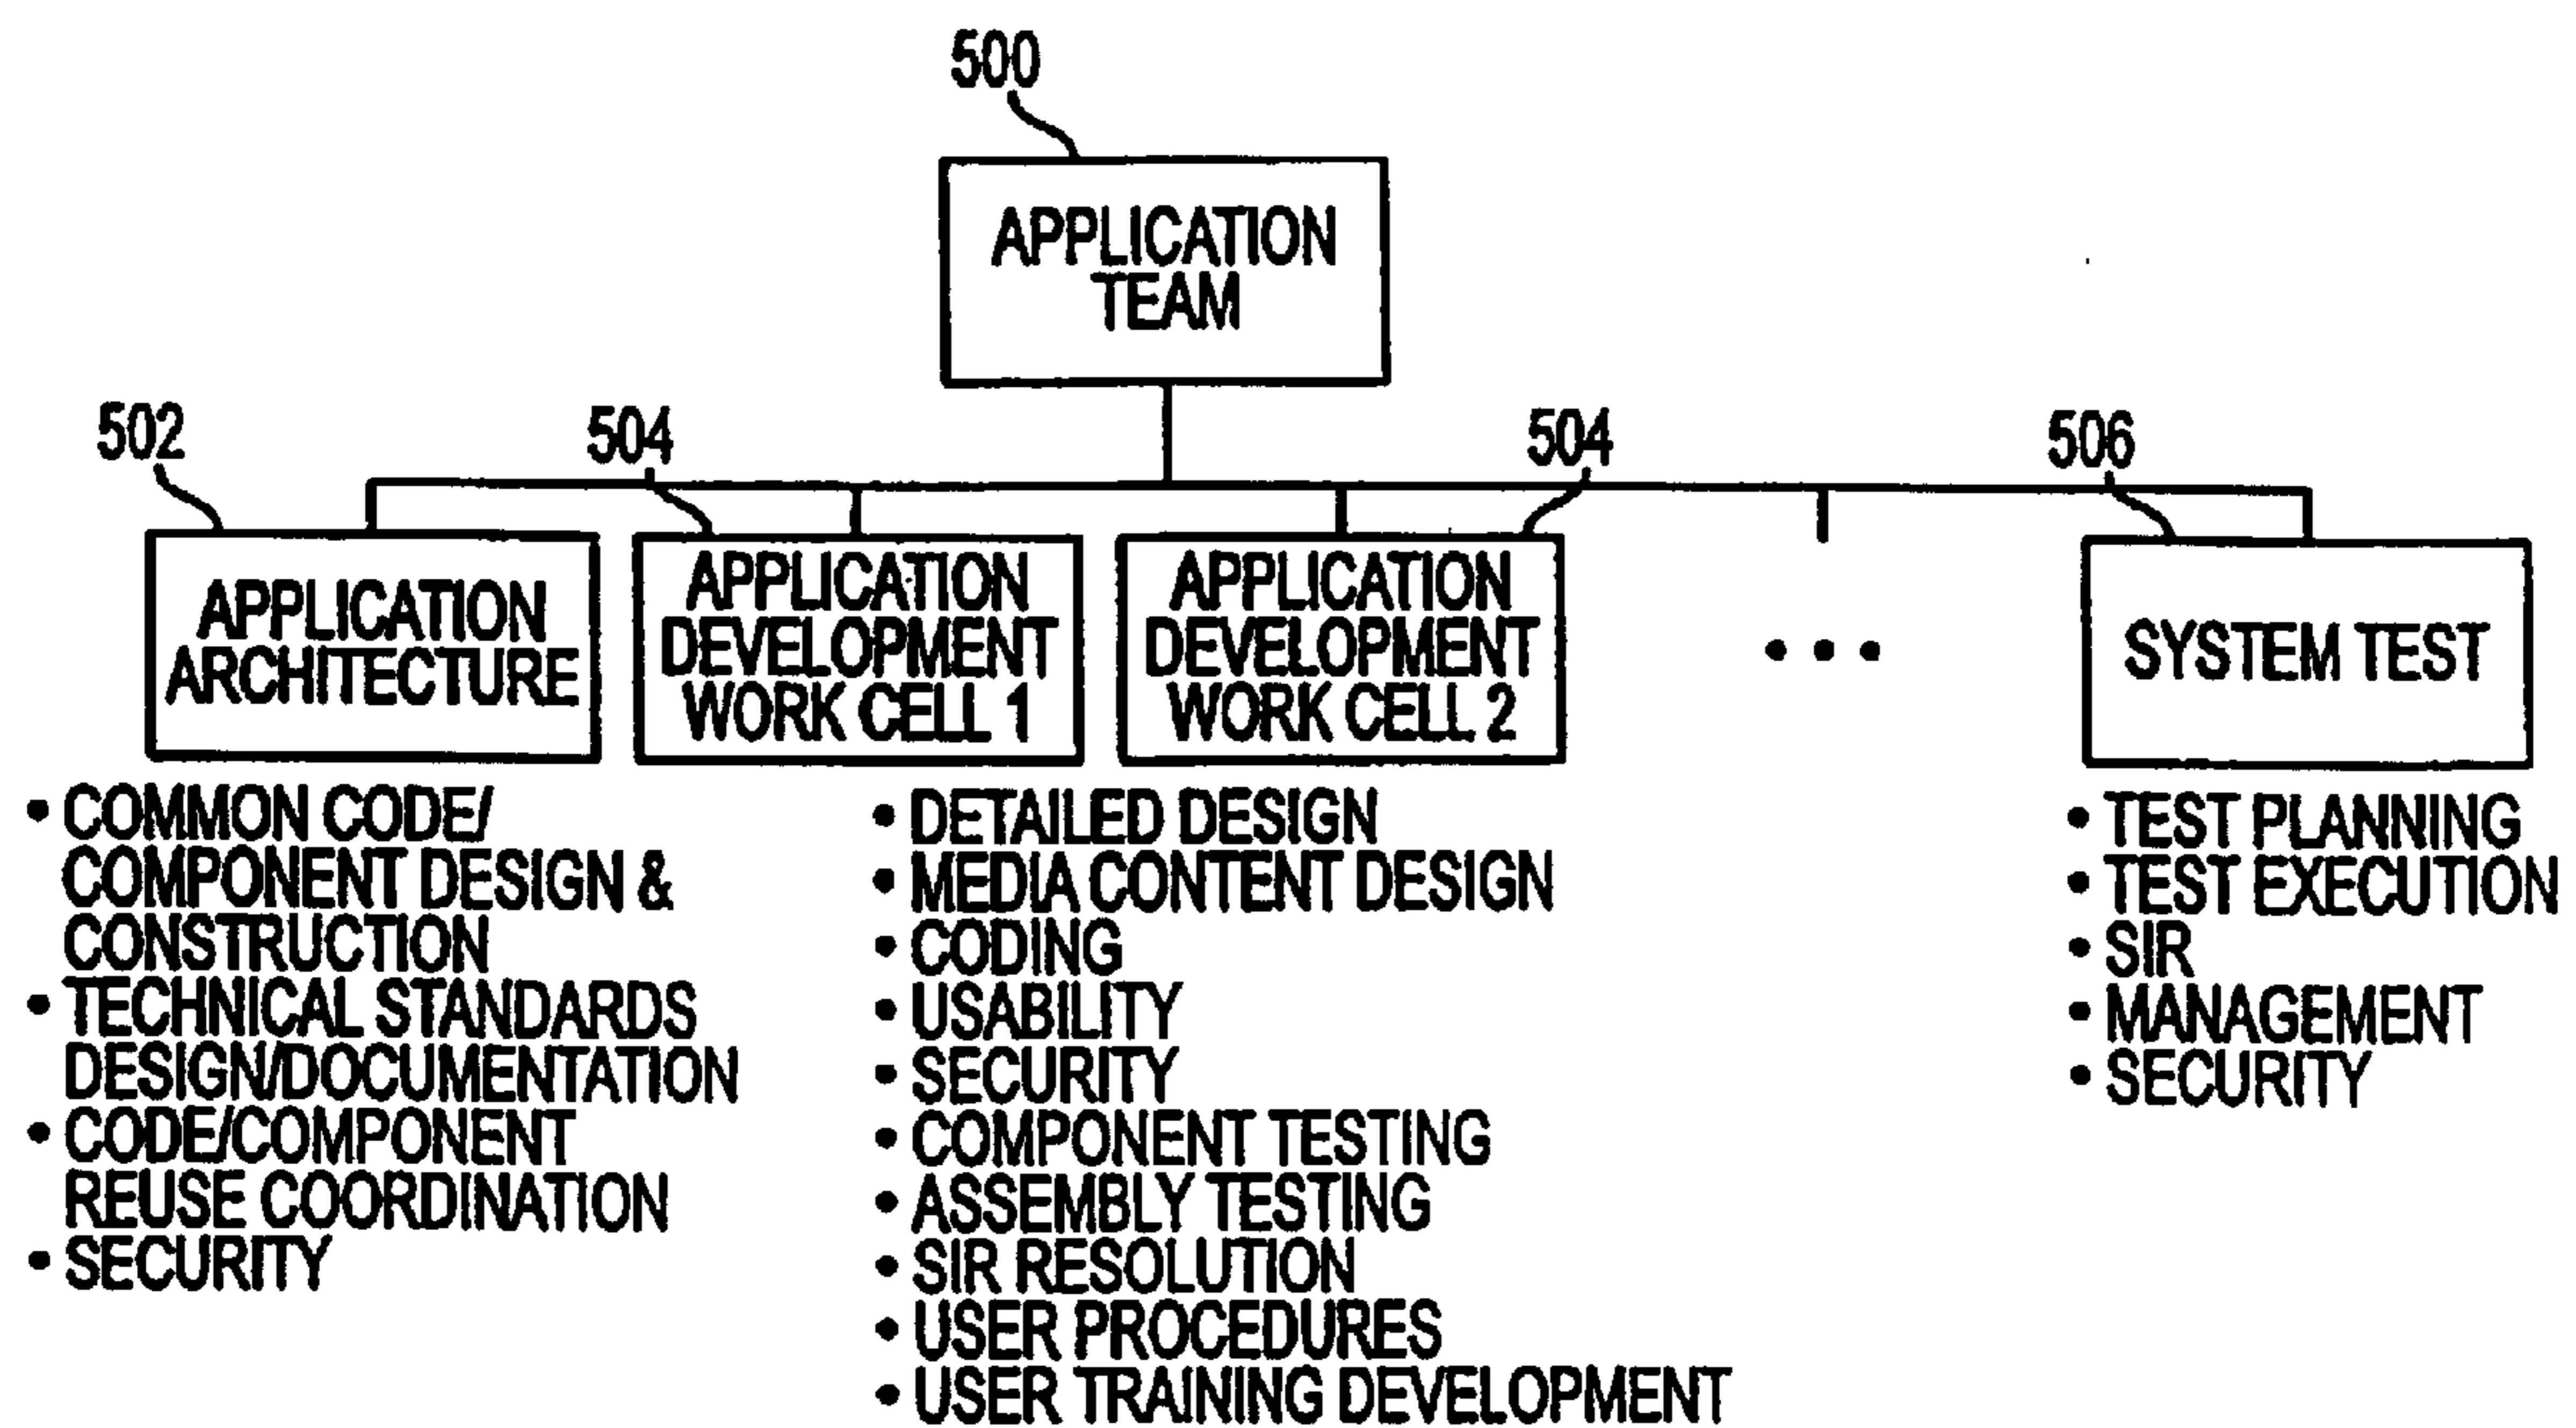 500
APPLICATION
TEAM
502
504
504
506
APPLICATION
ARCHITECTURE
APPLICATION
DEVELOPMENT
WORK CELL 1
APPLICATION
DEVELOPMENT
WORK CELL 2
• • •
SYSTEM TEST
• COMMON CODE/
COMPONENT DESIGN &
CONSTRUCTION
• TECHNICAL STANDARDS
DESIGN/DOCUMENTATION
• CODE/COMPONENT
REUSE COORDINATION
• SECURITY
• DETAILED DESIGN
• MEDIA CONTENT DESIGN
• CODING
• USABILITY
• SECURITY
• COMPONENT TESTING
• ASSEMBLY TESTING
• SIR RESOLUTION
• USER PROCEDURES
• USER TRAINING DEVELOPMENT
• TEST PLANNING
• TEST EXECUTION
• SIR
• MANAGEMENT
• SECURITY